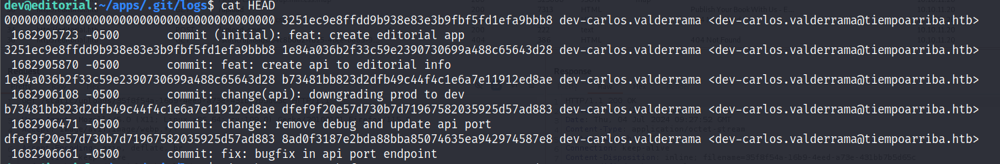 dev@editorial:~/apps/.git/logs$ cat HEAD
0000000000000000000000000000000000000000 3251ec9e8ffdd9b938e83e3b9fbf5fd1efa9bbb8 dev-carlos.valderrama <dev-carlos.valderrama@tiempoarriba.htb>
1682905723 -0500 commit (initial): feat: create editorial app
3251ec9e8ffdd9b938e83e3b9fbf5fd1efa9bbb8 1e84a036b2f33c59e2390730699a488c65643d28 dev-carlos.valderrama <dev-carlos.valderrama@tiempoarriba.htb>
1682905870 -0500 commit: feat: create api to editorial info
1e84a036b2f33c59e2390730699a488c65643d28 b73481bb823d2dfb49c44f4c1e6a7e11912ed8ae dev-carlos.valderrama <dev-carlos.valderrama@tiempoarriba.htb>
1682906108 -0500 commit: change(api): downgrading prod to dev
b73481bb823d2dfb49c44f4c1e6a7e11912ed8ae dfef9f20e57d730b7d71967582035925d57ad883 dev-carlos.valderrama <dev-carlos.valderrama@tiempoarriba.htb>
1682906471 -0500 commit: change: remove debug and update api port
dfef9f20e57d730b7d71967582035925d57ad883 8ad0f3187e2bda88bba85074635ea942974587e8 dev-carlos.valderrama <dev-carlos.valderrama@tiempoarriba.htb>
1682906661 -0500 commit: fix: bugfix in api port endpoint